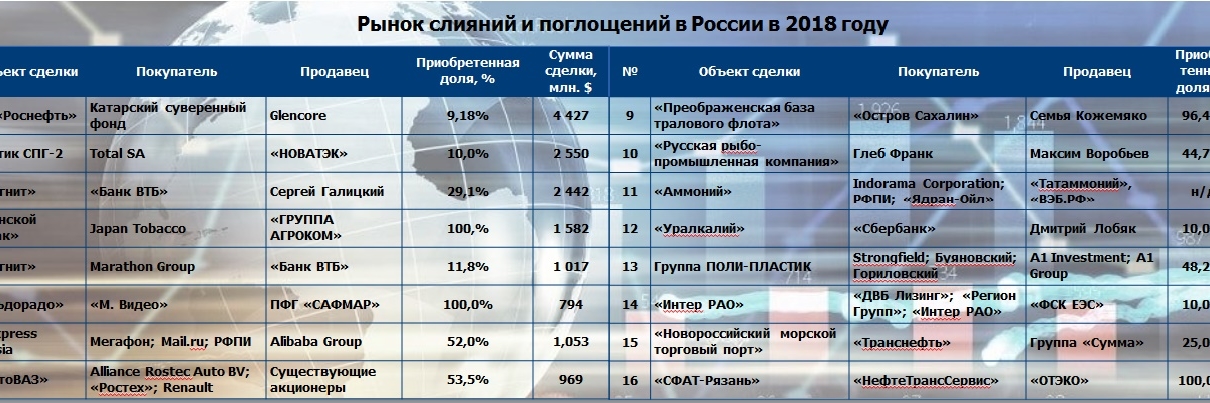 Рынок слияний и поглощений в России в 2018 году
ъект сделки Покупатель Продавец Приобретенная доля, % Сумма сделки, млн. $ № Объект сделки Покупатель Продавец Приоб тенн доля
«Роснефть» Катарский суверенный фонд Glencore 9,18% 4 427 9 «Преображенская база тралового флота» «Остров Сахалин» Семья Кожемяко 96,4
тик СПГ-2 Total SA «НОВАТЭК» 10,0% 2 550 10 «Русская рыбо-промышленная компания» Глеб Франк Максим Воробьев 44,7
гнит» «Банк ВТБ» Сергей Галицкий 29,1% 2 442 11 «Аммоний» Indorama Corporation; РФПИ; «Ядран-Ойл» «Татаммоний», «ВЭБ.РФ» н/д
нской ак» Japan Tobacco «ГРУППА АГРОКОМ» 100,% 1 582 12 «Уралкалий» «Сбербанк» Дмитрий Лобяк 10,0
гнит» Marathon Group «Банк ВТБ» 11,8% 1 017 13 Группа ПОЛИ-ПЛАСТИК Strongfield; Буяновский; Гориловский A1 Investment; A1 Group 48,2
ьдорадо» «М. Видео» ПФГ «САФМАР» 100,0% 794 14 «Интер РАО» «ДВБ Лизинг»; «Регион Групп»; «Интер РАО» «ФСК ЕЭС» 10,0
xpress sia Мегафон; Mail.ru; РФПИ Alibaba Group 52,0% 1,053 15 «Новороссийский морской торговый порт» «Транснефть» Группа «Сумма» 25,0
тоВАЗ» Alliance Rostec Auto BV; «Ростех»; Renault Существующие акционеры 53,5% 969 16 «СФАТ-Рязань» «НефтеТрансСервис» «ОТЭКО» 100,0